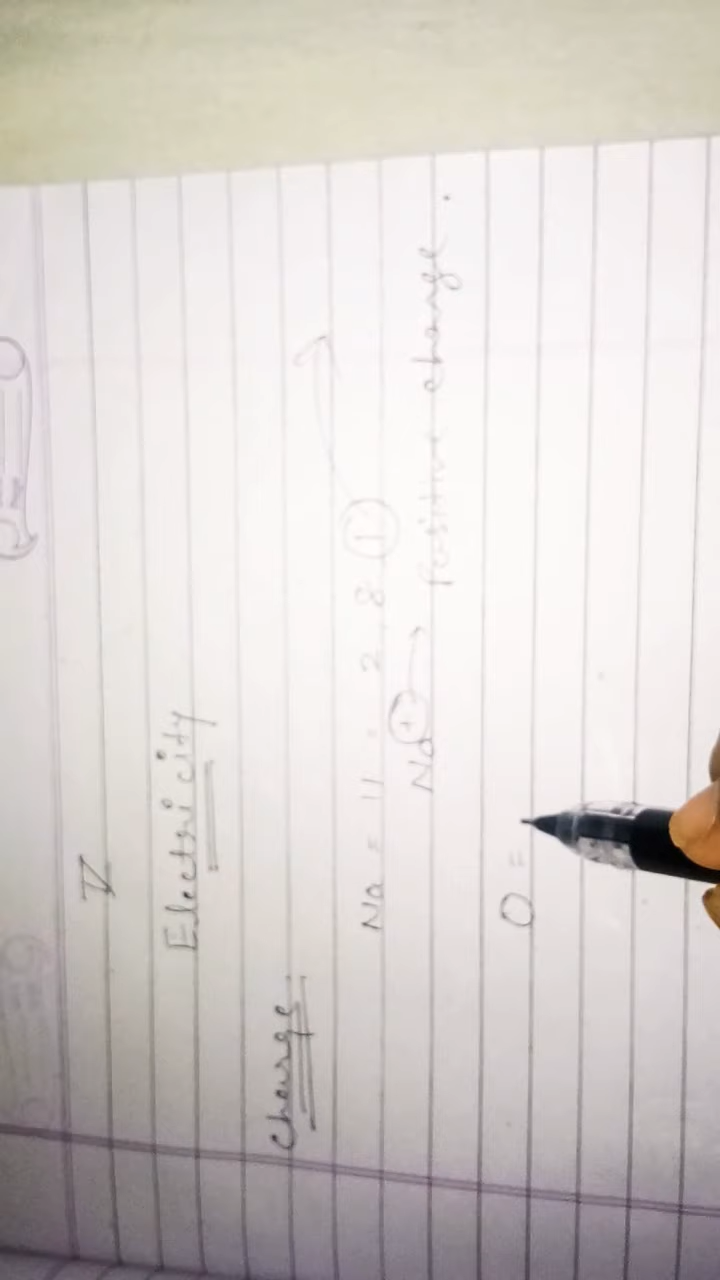 Electricity
Charge:
Na = 11 = 2, 8, 1
Na+ → Positive charge.
O =